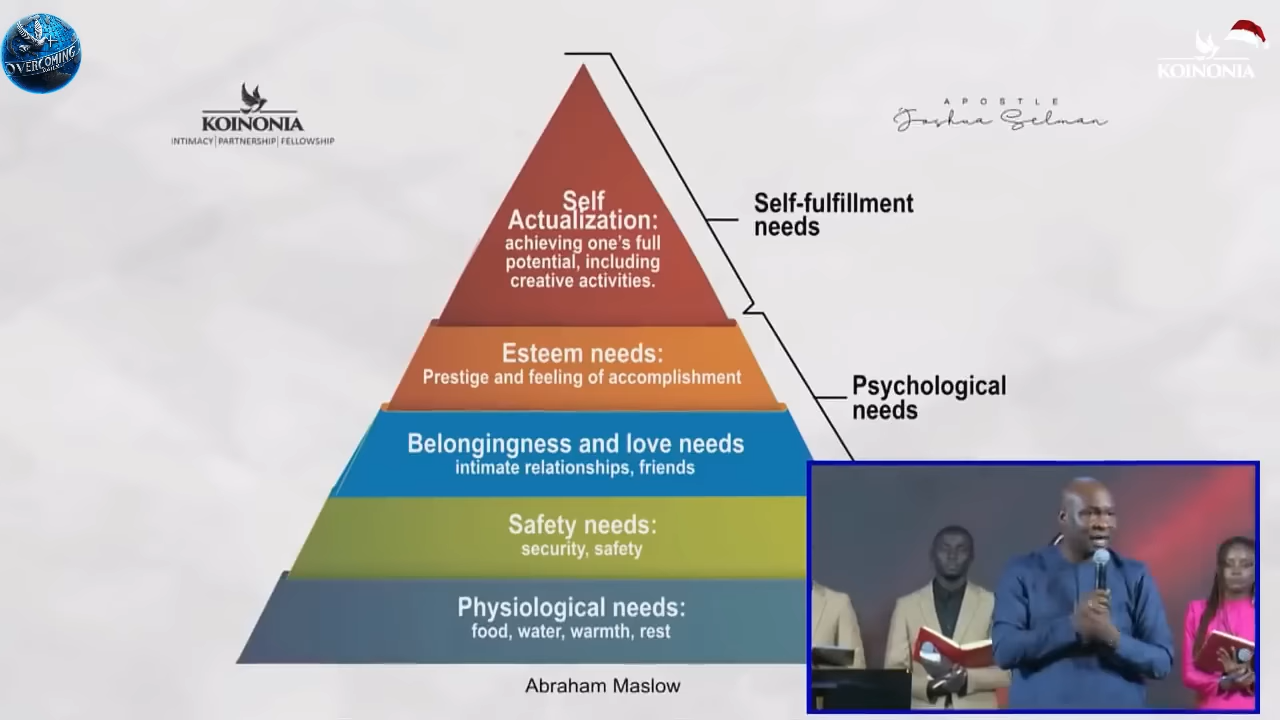 OVERCOMING
KOINONIA
KOINONIA
INTIMACY | PARTNERSHIP | FELLOWSHIP
APOSTLE
Joshua Selman
Self
Actualization:
achieving one's full
potential, including
creative activities.
Self-fulfillment
needs
Esteem needs:
Prestige and feeling of accomplishment
Psychological
needs
Belongingness and love needs
intimate relationships, friends
Safety needs:
security, safety
Physiological needs:
food, water, warmth, rest
Abraham Maslow